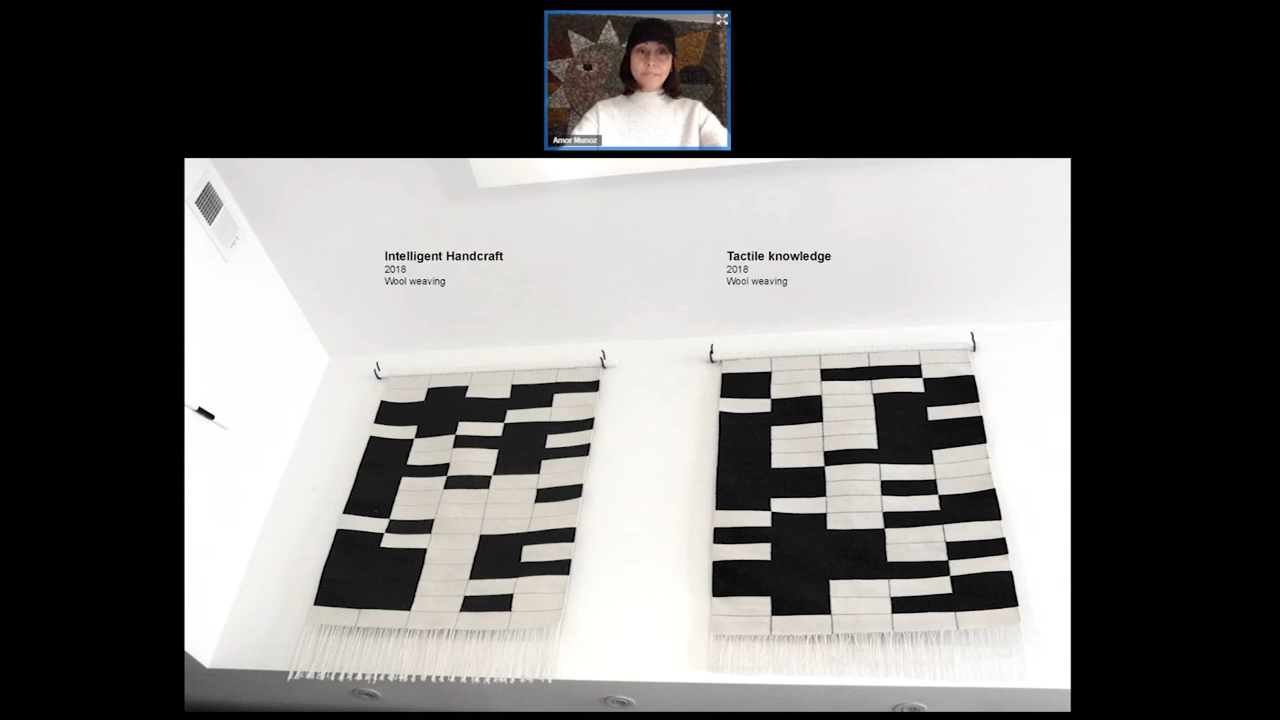 Amor Munoz
Intelligent Handcraft
2018
Wool weaving
Tactile knowledge
2018
Wool weaving